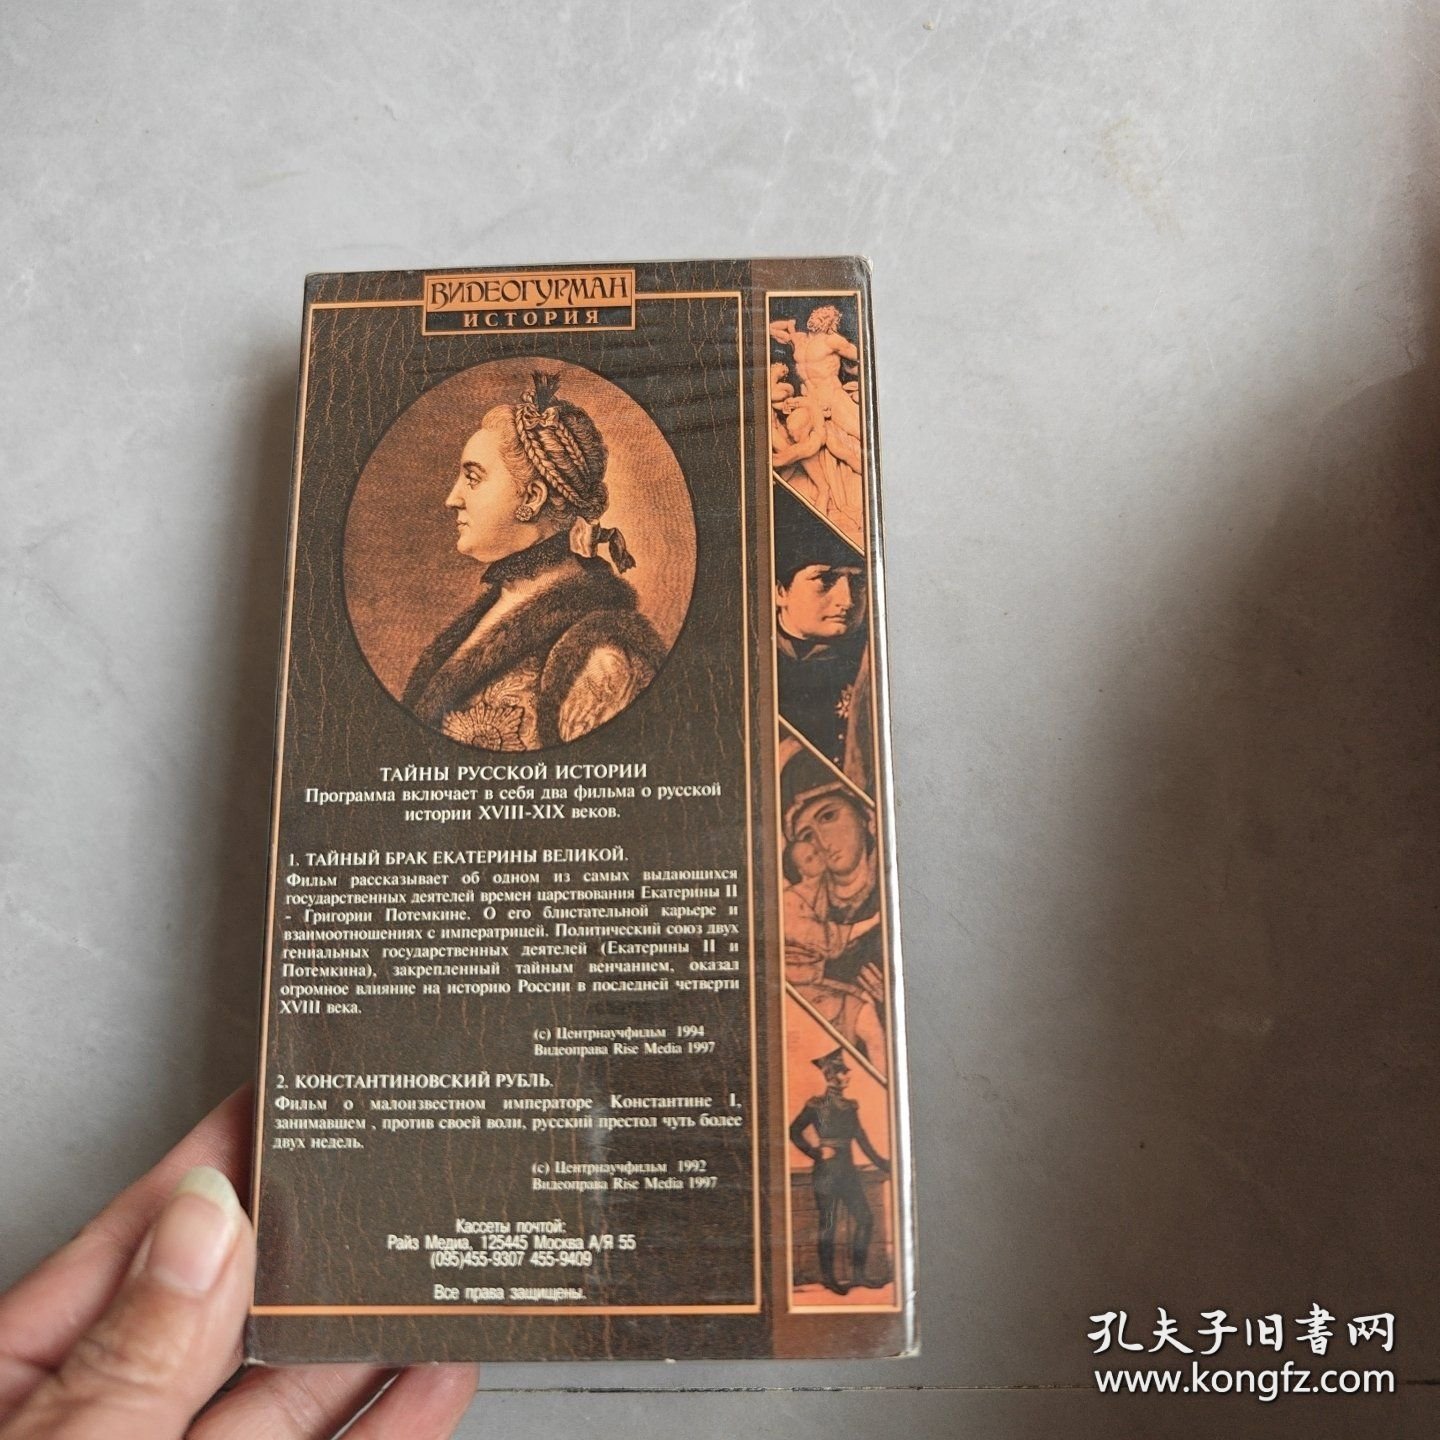 ВИДЕОГУРМАН
ИСТОРИЯ
ТАЙНЫ РУССКОЙ ИСТОРИИ
Программа включает в себя два фильма о русской
истории XVIII-XIX веков.
1. ТАЙНЫЙ БРАК ЕКАТЕРИНЫ ВЕЛИКОЙ.
Фильм рассказывает об одном из самых выдающихся
государственных деятелей времен царствования Екатерины II
- Григории Потемкине. О его блистательной карьере и
взаимоотношениях с императрицей. Политический союз двух
гениальных государственных деятелей (Екатерины II и
Потемкина), закрепленный тайным венчанием, оказал
огромное влияние на историю России в последней четверти
XVIII века.
(c) Центрнаучфильм 1994
Видеоправа Rise Media 1997
2. КОНСТАНТИНОВСКИЙ РУБЛЬ.
Фильм о малоизвестном императоре Константине I,
занимавшем , против своей воли, русский престол чуть более
двух недель.
(c) Центрнаучфильм 1992
Видеоправа Rise Media 1997
Кассеты почтой:
Райз Медиа, 125445 Москва А/Я 55
(095)455-9307 455-9409
Все права защищены.
孔夫子旧書网
www.kongfz.com